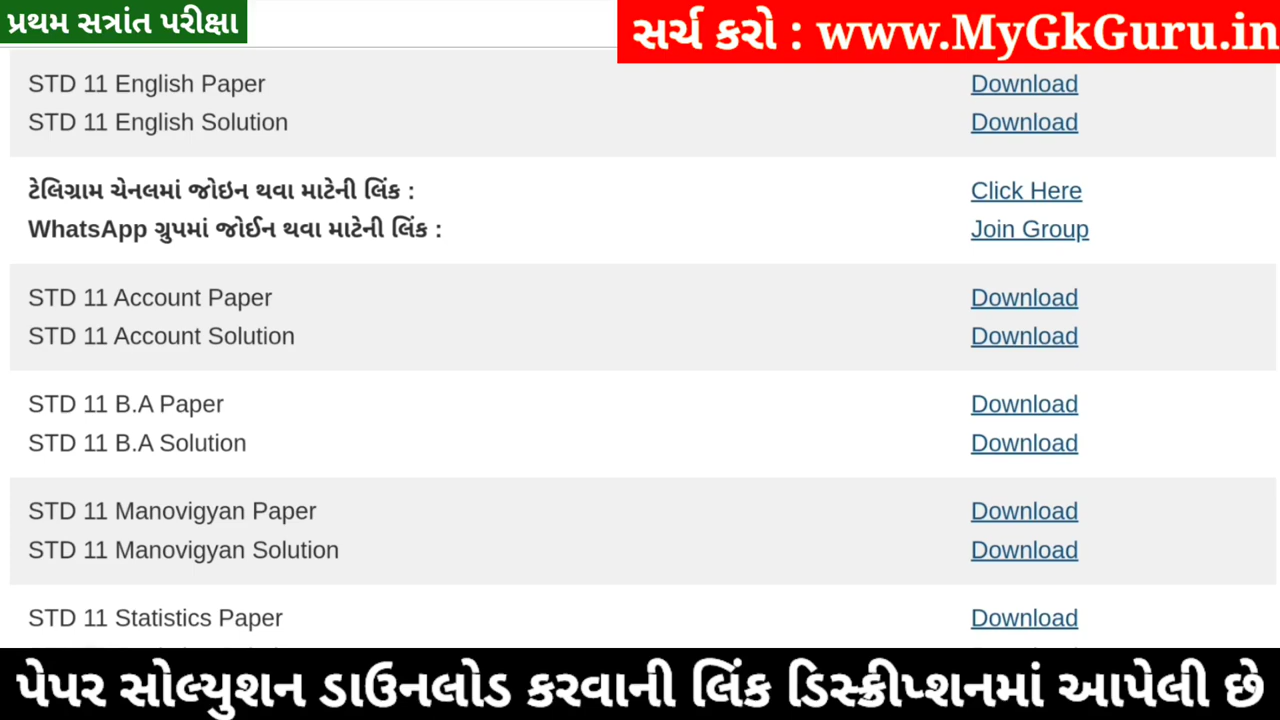 પ્રથમ સત્રાંત પરીક્ષા
સર્ચ કરો : www.MyGkGuru.in
STD 11 English Paper Download
STD 11 English Solution Download
ટેલિગ્રામ ચેનલમાં જોઇન થવા માટેની લિંક : Click Here
WhatsApp ગ્રુપમાં જોઈન થવા માટેની લિંક : Join Group
STD 11 Account Paper Download
STD 11 Account Solution Download
STD 11 B.A Paper Download
STD 11 B.A Solution Download
STD 11 Manovigyan Paper Download
STD 11 Manovigyan Solution Download
STD 11 Statistics Paper Download
પેપર સોલ્યુશન ડાઉનલોડ કરવાની લિંક ડિસ્ક્રીપ્શનમાં આપેલી છે